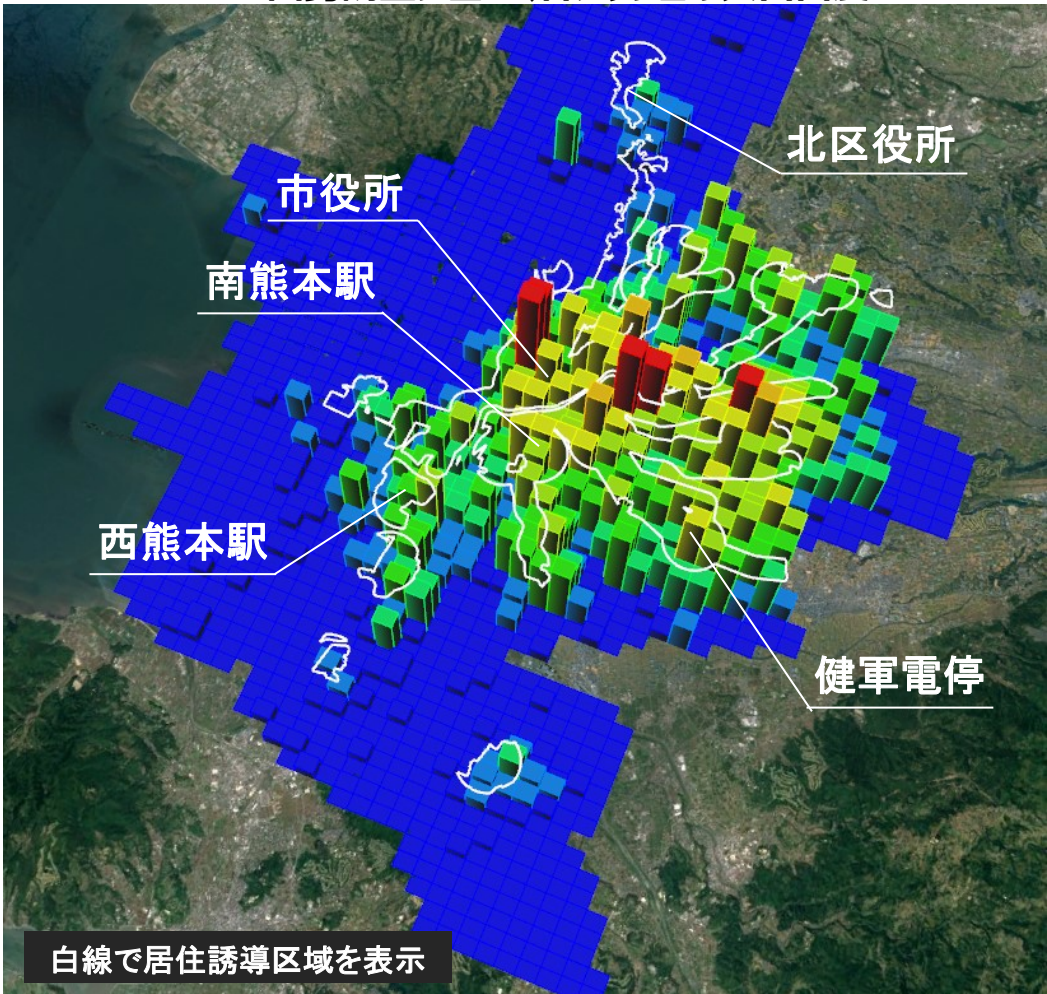 北区役所
市役所
南熊本駅
西熊本駅
健軍電停
白線で居住誘導区域を表示